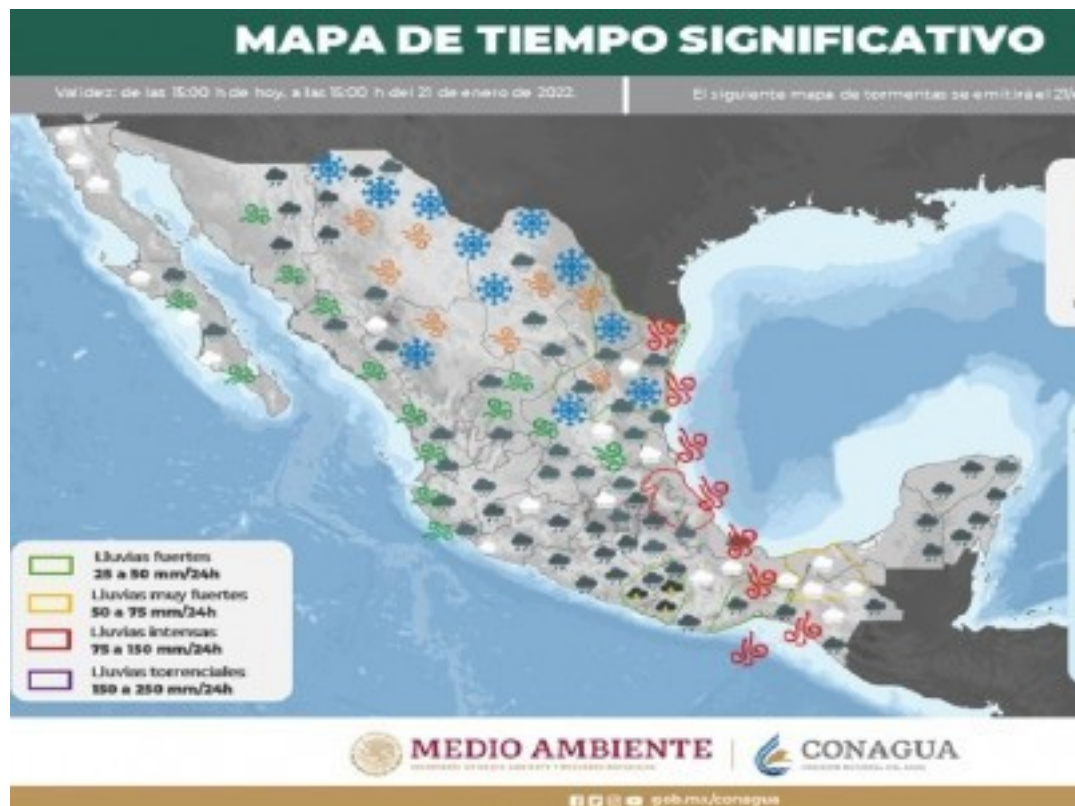 MAPA DE TIEMPO SIGNIFICATIVO
Validez: de las 15:00 h de hoy, a las 15:00 h del 21 de enero de 2022.
El siguiente mapa de tormentas se emitirá el 21/
Lluvias fuertes
25 a 50 mm/24h
Lluvias muy fuertes
50 a 75 mm/24h
Lluvias intensas
75 a 150 mm/24h
Lluvias torrenciales
150 a 250 mm/24h
MEDIO AMBIENTE
CONAGUA
gob.mx/conagua